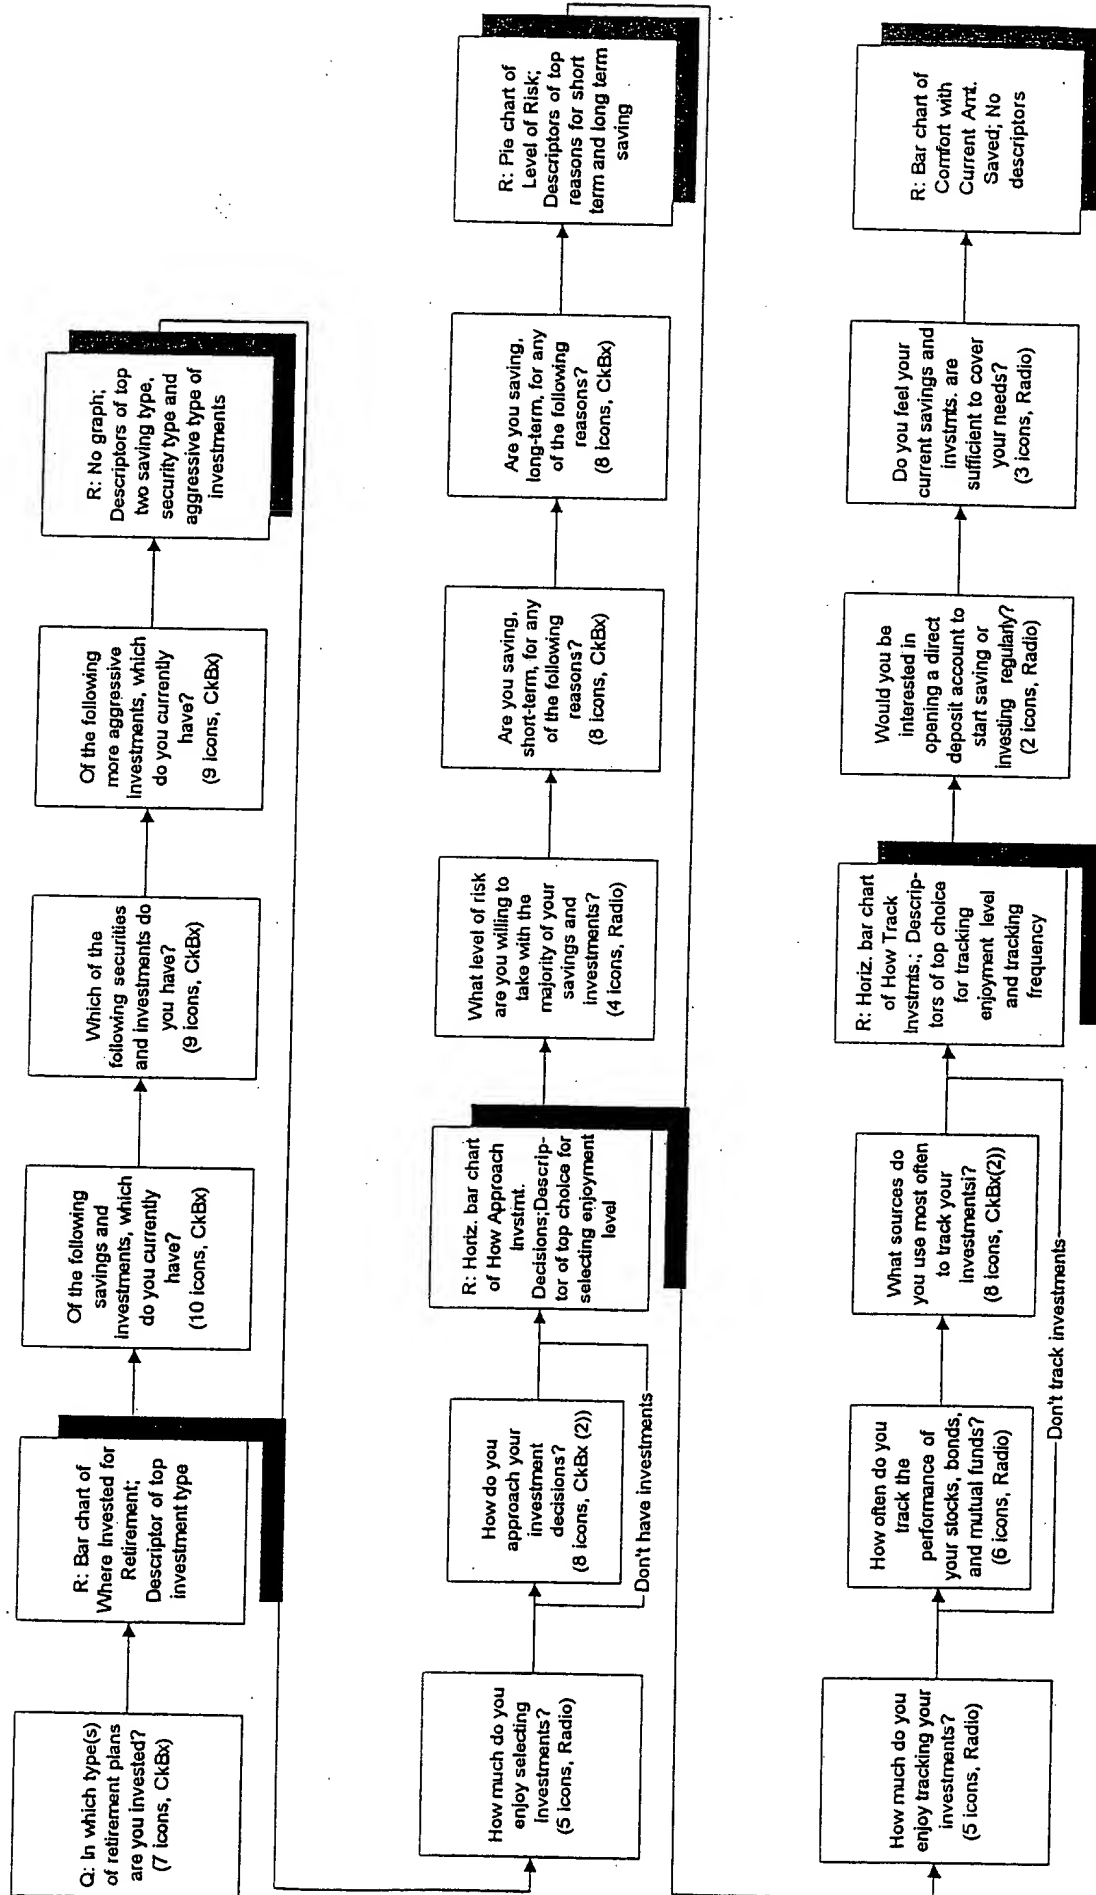 Q: In which type(s)
of retirement plans
are you invested?
(7 icons, CkBx)
R: Bar chart of
Where Invested for
Retirement;
Descriptor of top
investment type
Of the following
savings and
investments, which
do you currently
have?
(10 icons, CkBx)
Which of the
following securities
and investments do
you have?
(9 icons, CkBx)
Of the following
more aggressive
investments, which
do you currently
have?
(9 icons, CkBx)
R: No graph;
Descriptors of top
two saving type,
security type and
aggressive type of
investments
How much do you
enjoy selecting
investments?
(5 icons, Radio)
How do you
approach your
investment
decisions?
(8 icons, CkBx (2))
Don't have investments
R: Horiz. bar chart
of How Approach
Invstmt.
Decisions;Descrip-
tor of top choice for
selecting enjoyment
level
What level of risk
are you willing to
take with the
majority of your
savings and
investments?
(4 icons, Radio)
Are you saving,
short-term, for any
of the following
reasons?
(8 icons, CkBx)
Are you saving,
long-term, for any
of the following
reasons?
(8 icons, CkBx)
R: Pie chart of
Level of Risk;
Descriptors of top
reasons for short
term and long term
saving
How much do you
enjoy tracking your
investments?
(5 icons, Radio)
How often do you
track the
performance of
your stocks, bonds,
and mutual funds?
(6 icons, Radio)
What sources do
you use most often
to track your
investmentsi?
(8 icons, CkBx(2))
Don't track investments
R: Horiz. bar chart
of How Track
Invstmts.; Descrip-
tors of top choice
for tracking
enjoyment level
and tracking
frequency
Would you be
interested in
opening a direct
deposit account to
start saving or
investing regularly?
(2 icons, Radio)
Do you feel your
current savings and
invstmts. are
sufficient to cover
your needs?
(3 icons, Radio)
R: Bar chart of
Comfort with
Current Amt.
Saved; No
descriptors